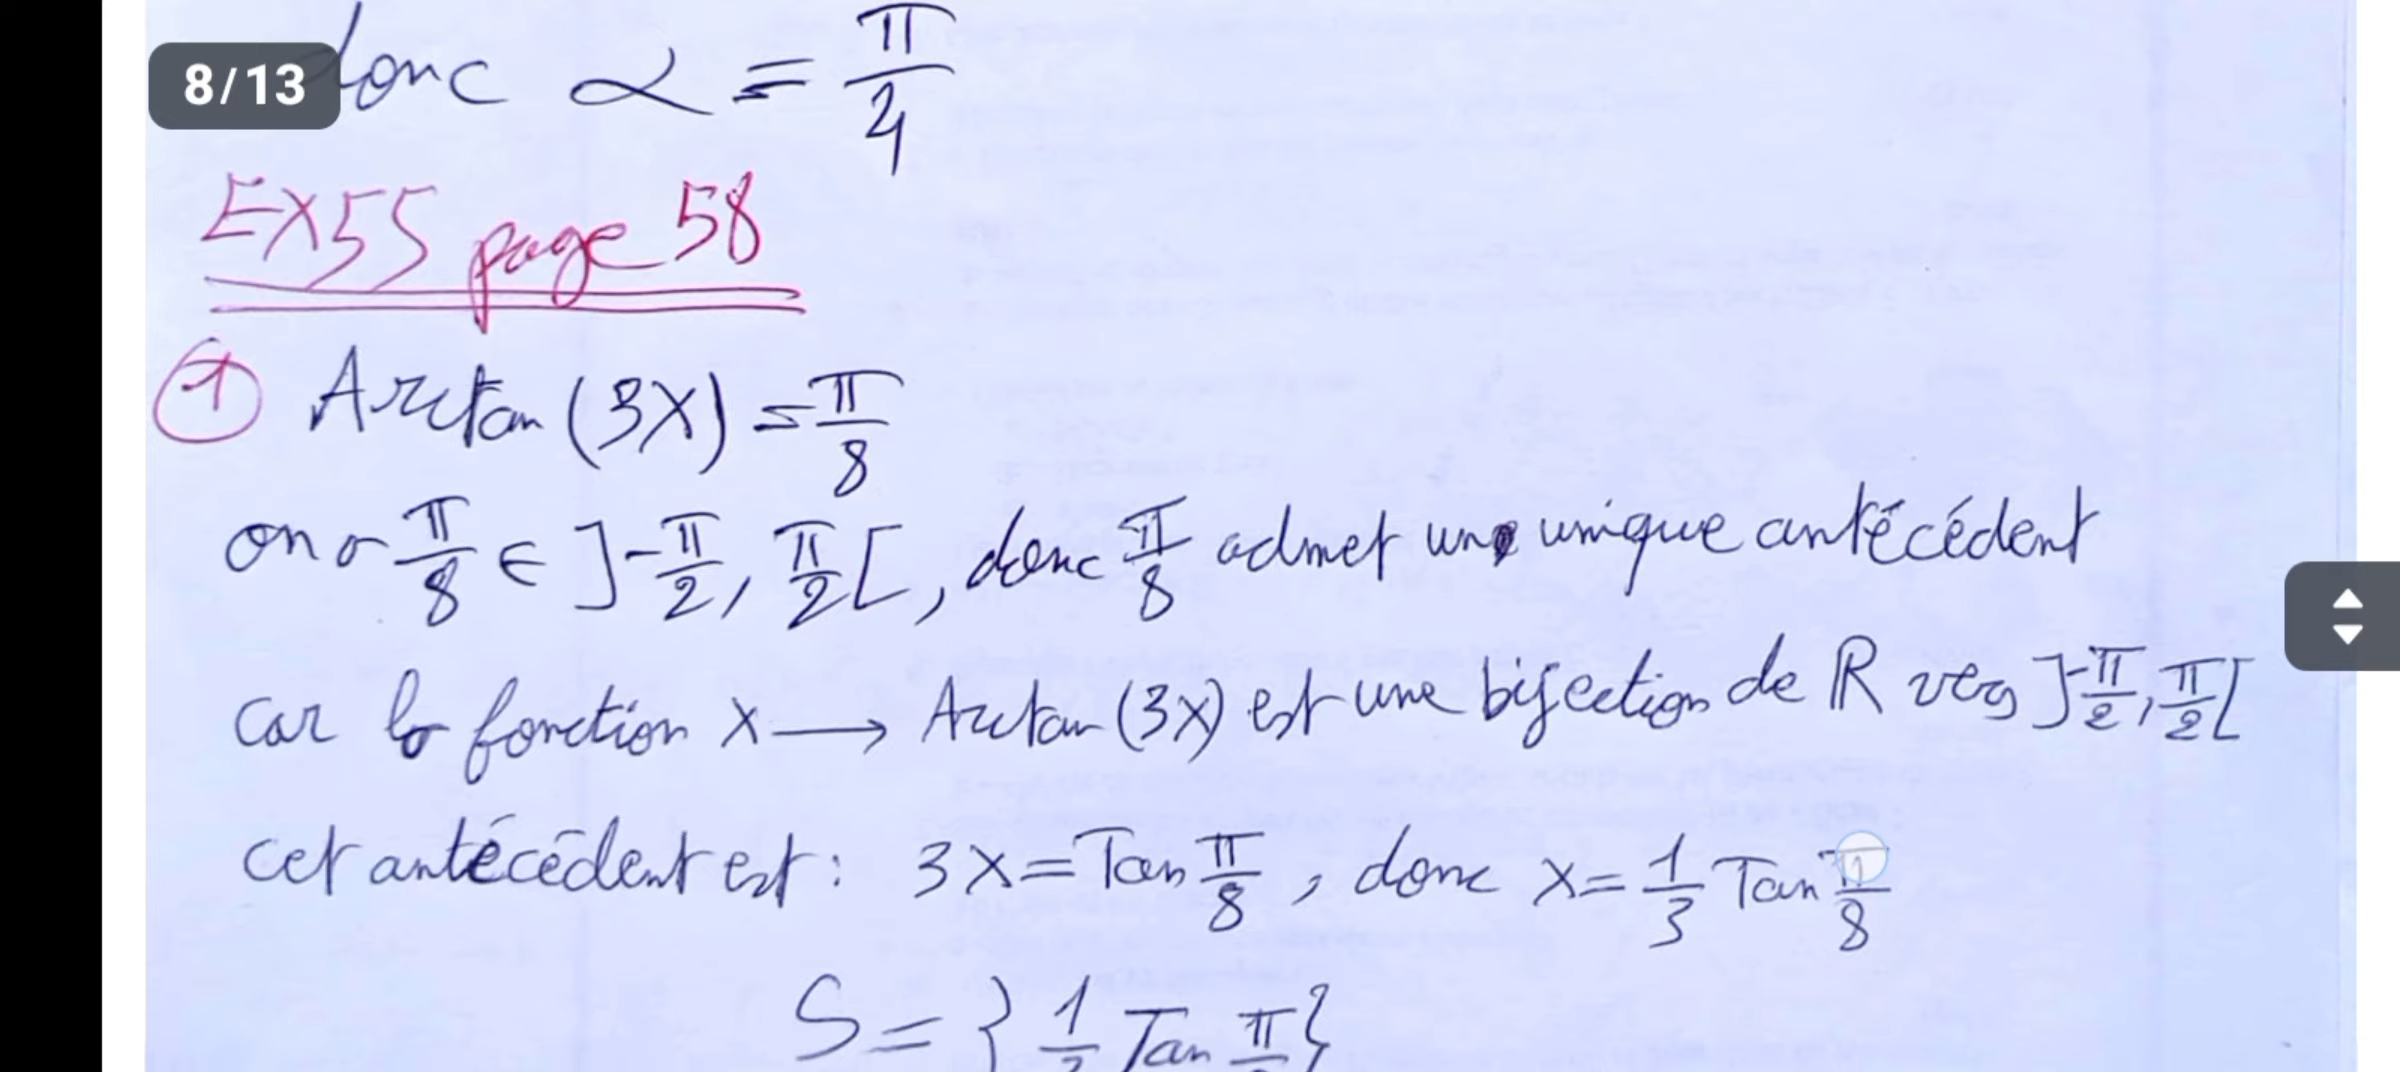 donc α = π/4
8/13
EX55 page 58
① Arctan (3X) = π/8
on a π/8 ∈ ]-π/2, π/2[, donc π/8 admet un unique antécédent
car la fonction x → Arctan (3X) est une bijection de ℝ vers ]-π/2, π/2[
cet antécédent est : 3X = Tan π/8, donc x = 1/3 Tan π/8
S = { 1/3 Tan π/8 }